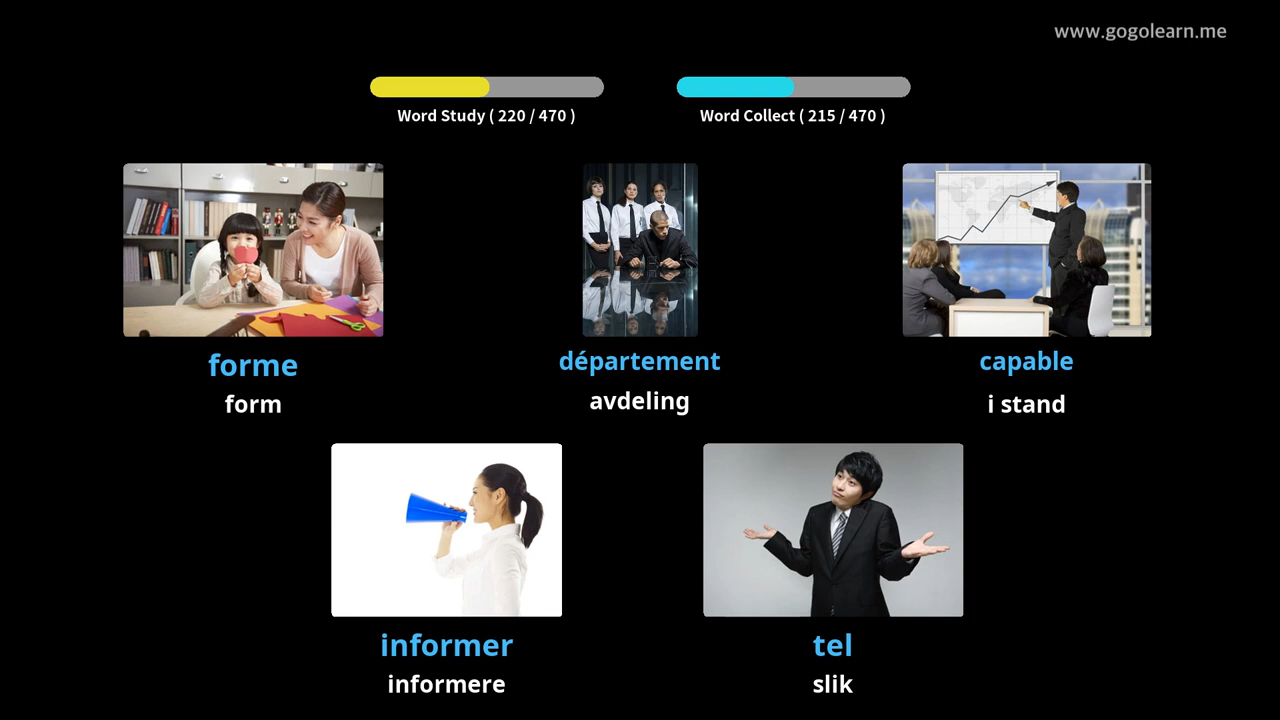 www.gogolearn.me
Word Study ( 220 / 470 )
Word Collect ( 215 / 470 )
forme
form
département
avdeling
capable
i stand
informer
informere
tel
slik